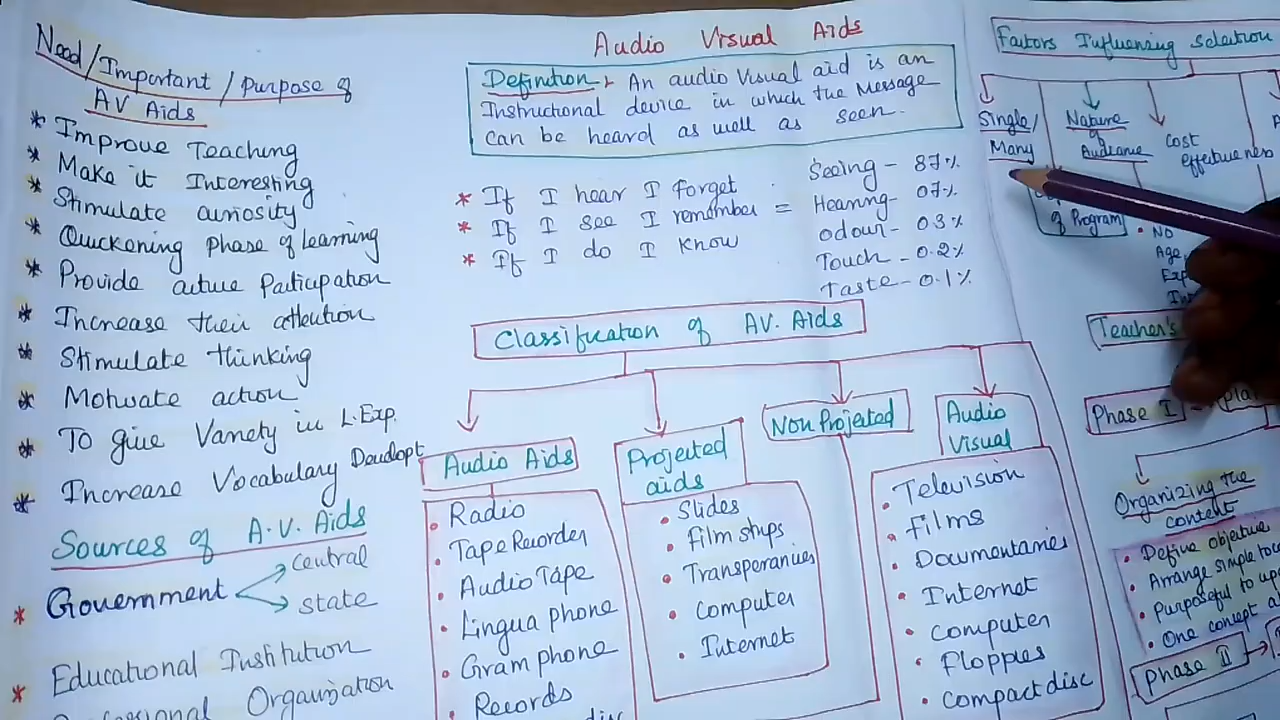 Need/Important/Purpose of
AV AIDS
* Improve Teaching
* Make it Interesting
* Stimulate curiosity
* Quickening phase of Learning
* Provide active Participation
* Increase their attention
* Stimulate thinking
* Motivate action
* To give Variety in L.Exp.
* Increase Vocabulary Devlopt
Sources of A.V. Aids
* Government
central
state
* Educational Institution
Organisation
Audio Visual Aids
Definition: An audio Visual aid is an
Instructional device in which the Message
can be heard as well as seen.
* If I hear I forget
* If I see I remember =
* If I do I know
Seeing - 87%
Hearing - 07%
odour - 03%
Touch - 0.2%
Taste - 0.1%
Classification of AV. Aids
Audio Aids
• Radio
• Tape Recorder
• Audio Tape
• Lingua phone
• Gram phone
• Records
disc
Projected
aids
• Slides
• Film strips
• Transperancies
• Computer
• Internet
Non Projected
Audio
Visual
• Television
• Films
• Documentaries
• Internet
• Computer
• Floppies
• Compact disc
Factors Influencing Selection
Single/
Many
Nature
of
Audience
Cost
effectiveness
of Program
• No
Age,
Teacher's
Phase I
Organizing the
content
• Define objective
• Arrange simple to
• Purposeful to
• One concept
Phase II